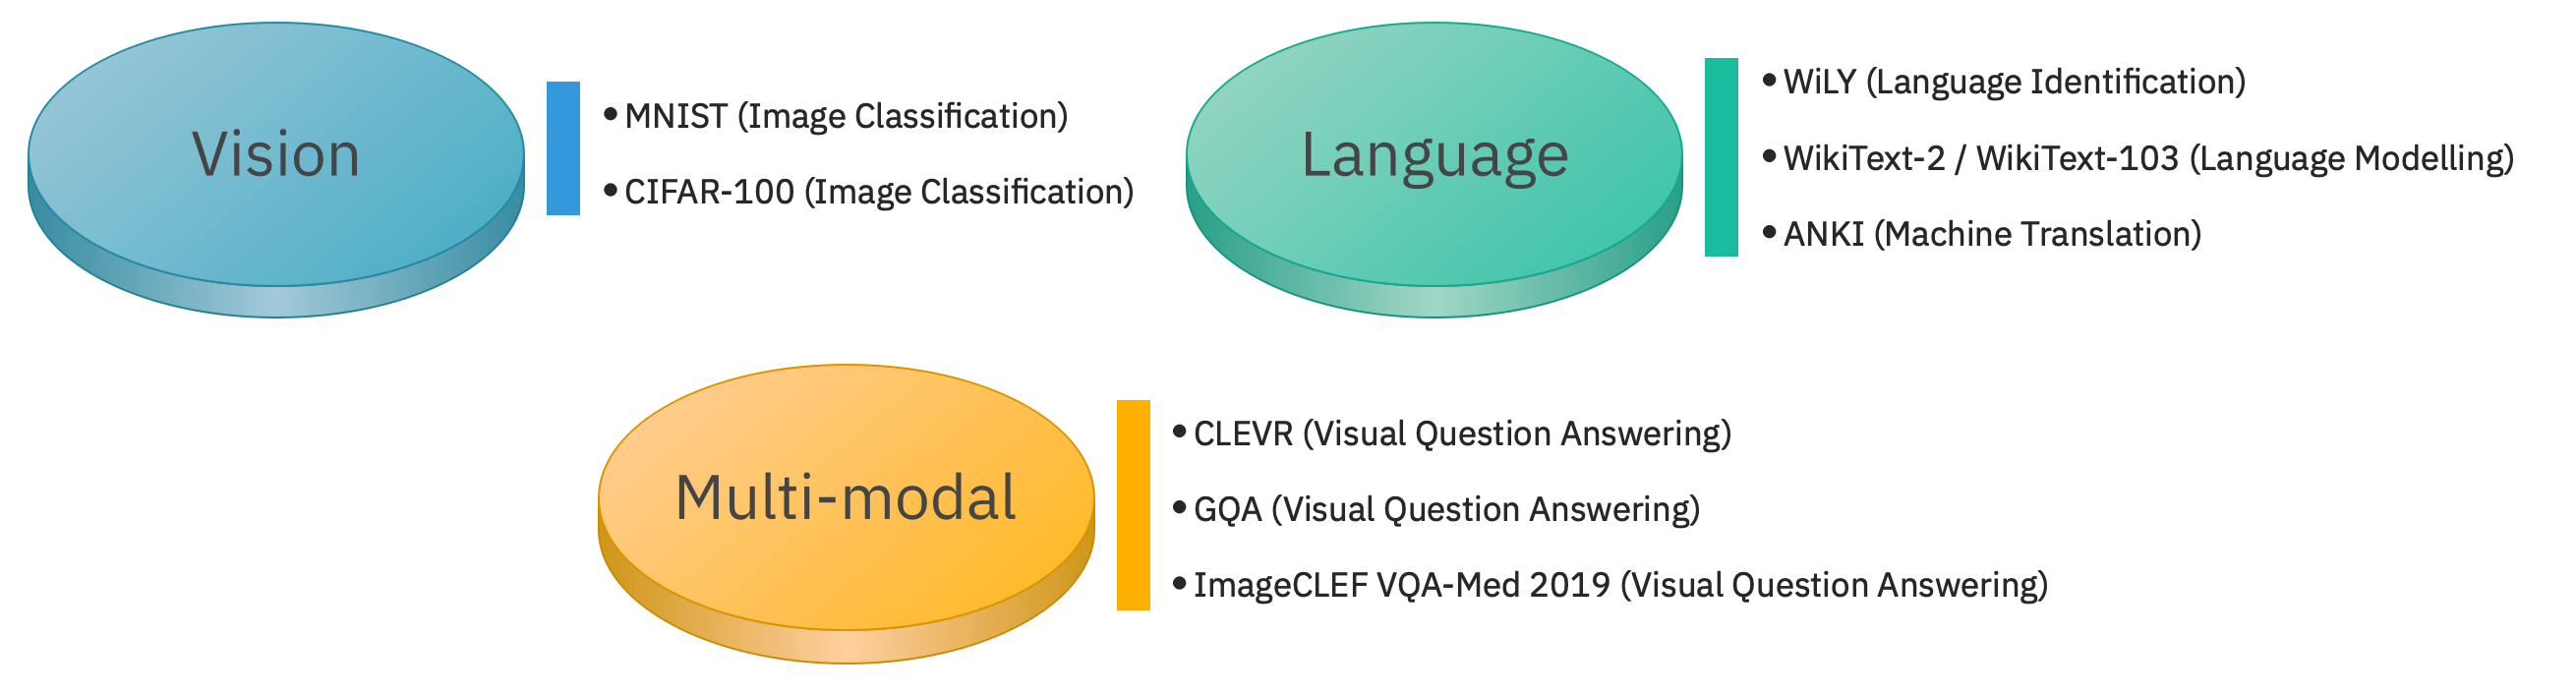 Vision
• MNIST (Image Classification)
• CIFAR-100 (Image Classification)
Language
• WiLY (Language Identification)
• WikiText-2 / WikiText-103 (Language Modelling)
• ANKI (Machine Translation)
Multi-modal
• CLEVR (Visual Question Answering)
• GQA (Visual Question Answering)
• ImageCLEF VQA-Med 2019 (Visual Question Answering)